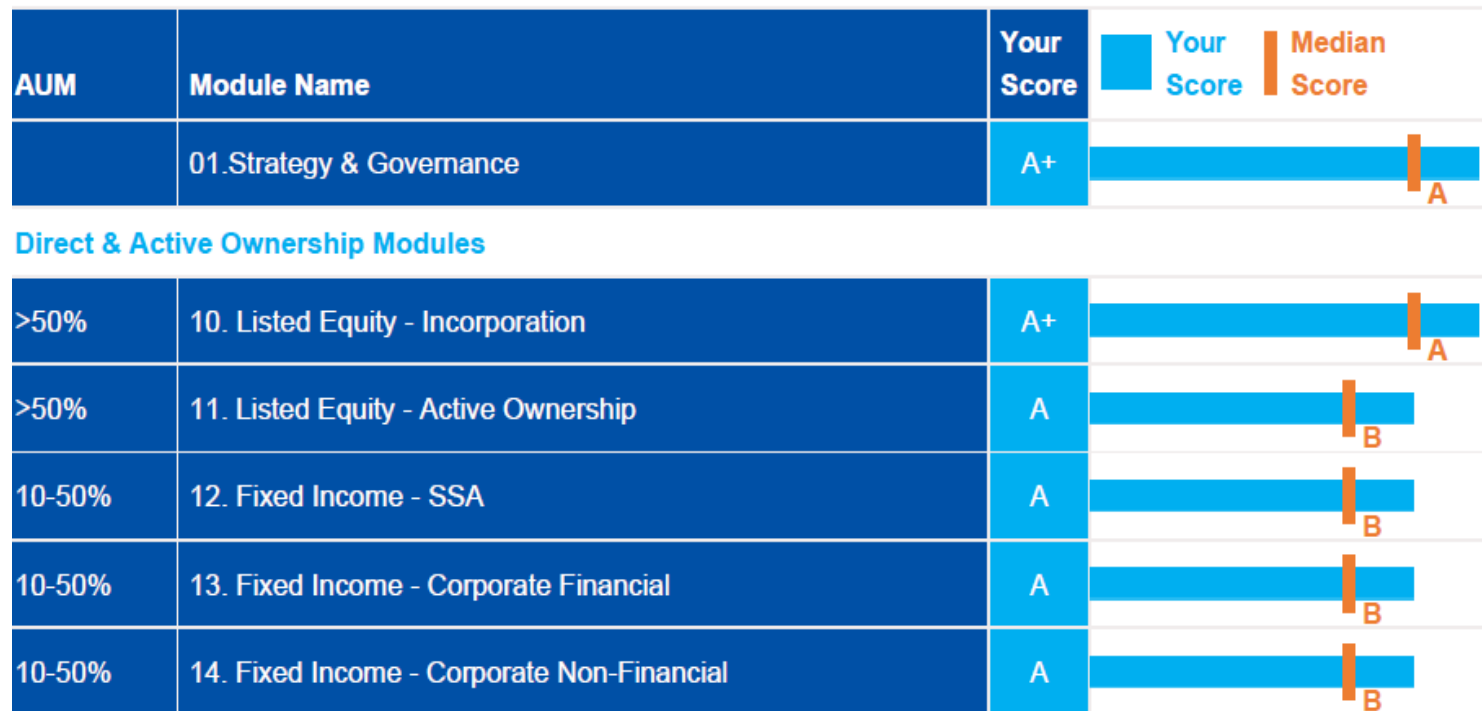 AUM Module Name Your Score Your Score Median Score
01.Strategy & Governance A+ A
Direct & Active Ownership Modules
>50% 10. Listed Equity - Incorporation A+ A
>50% 11. Listed Equity - Active Ownership A B
10-50% 12. Fixed Income - SSA A B
10-50% 13. Fixed Income - Corporate Financial A B
10-50% 14. Fixed Income - Corporate Non-Financial A B